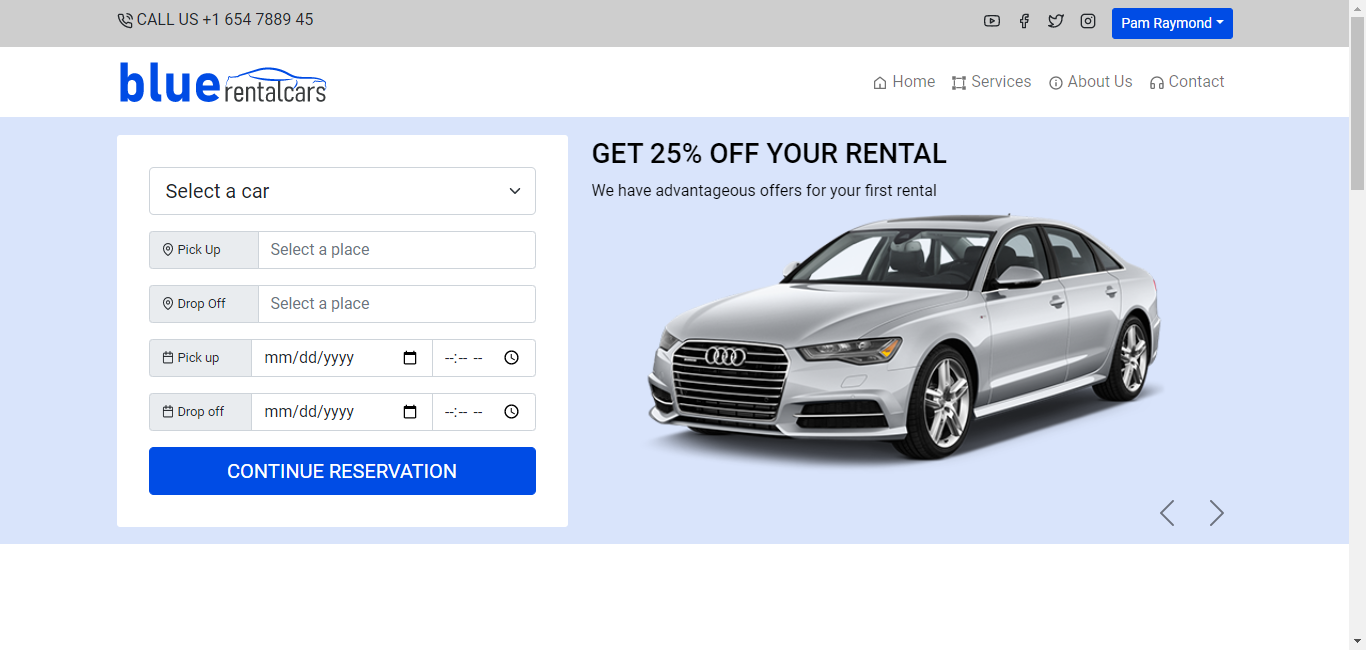 CALL US +1 654 7889 45
Pam Raymond
blue rentalcars
Home Services About Us Contact
Select a car
Pick Up Select a place
Drop Off Select a place
Pick up mm/dd/yyyy --:-- --
Drop off mm/dd/yyyy --:-- --
CONTINUE RESERVATION
GET 25% OFF YOUR RENTAL
We have advantageous offers for your first rental